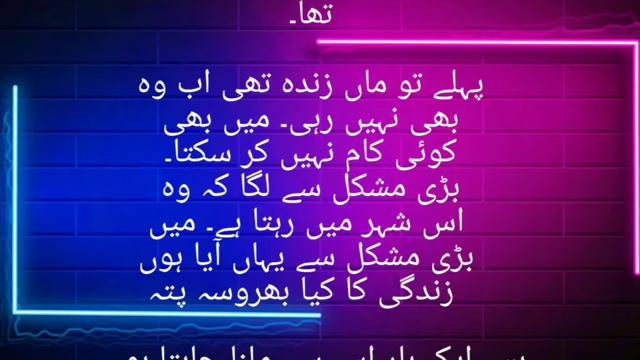 تھا۔
پہلے تو ماں زندہ تھی اب وہ
بھی نہیں رہی۔ میں بھی
کوئی کام نہیں کر سکتا۔
بڑی مشکل سے لگا کہ وہ
اس شہر میں رہتا ہے۔ میں
بڑی مشکل سے یہاں آیا ہوں
زندگی کا کیا بھروسہ پتہ